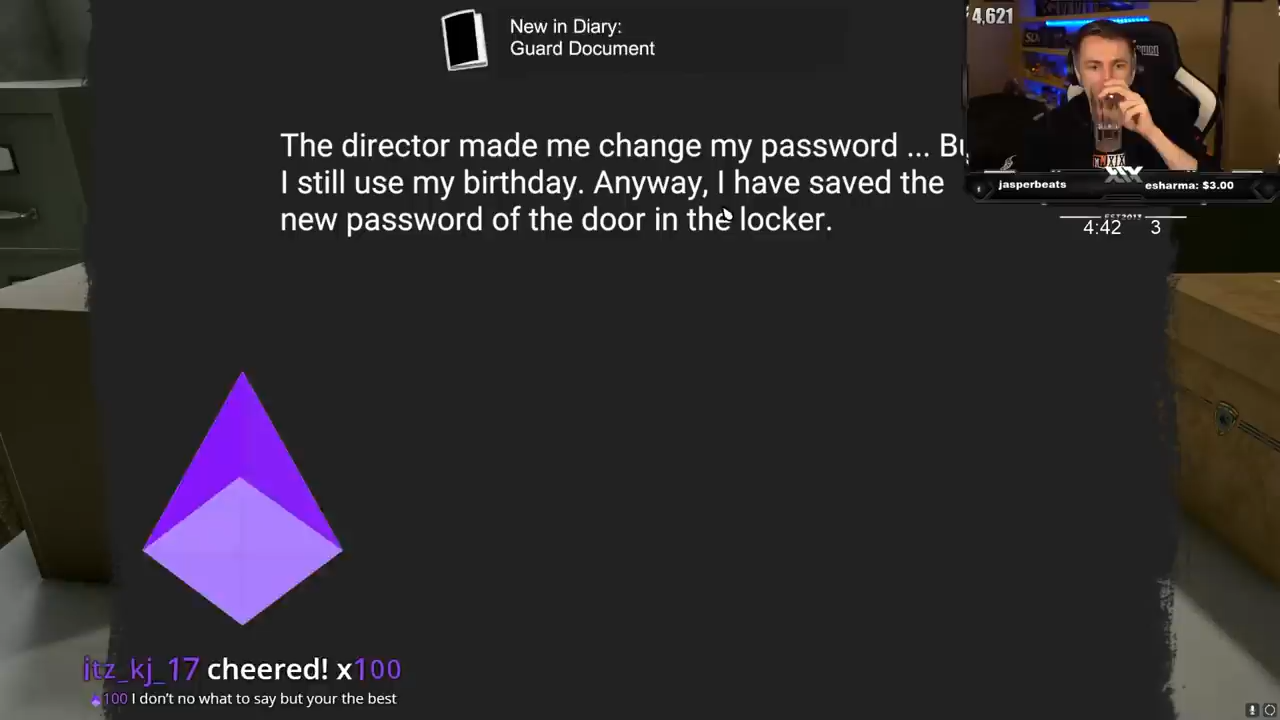 New in Diary:
Guard Document
4,621
The director made me change my password ... Bu
I still use my birthday. Anyway, I have saved the
new password of the door in the locker.
jasperbeats
esharma: $3.00
4:42 3
itz_kj_17 cheered! x100
100 I don't no what to say but your the best